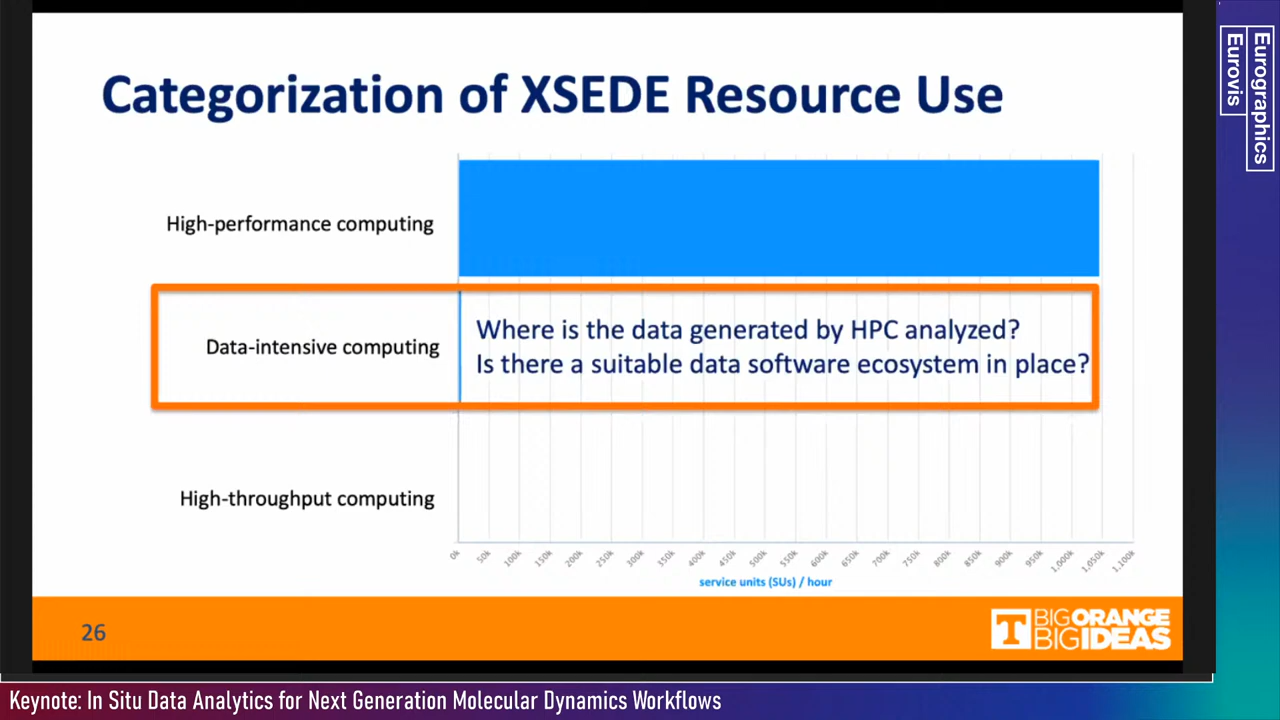 Categorization of XSEDE Resource Use
High-performance computing
Data-intensive computing
Where is the data generated by HPC analyzed?
Is there a suitable data software ecosystem in place?
High-throughput computing
0k 50k 100k 150k 200k 250k 300k 350k 400k 450k 500k 550k 600k 650k 700k 750k 800k 850k 900k 950k 1,000k 1,050k 1,100k
service units (SUs) / hour
26
T
BIG ORANGE
BIG IDEAS
Eurographics
Eurovis
Keynote: In Situ Data Analytics for Next Generation Molecular Dynamics Workflows